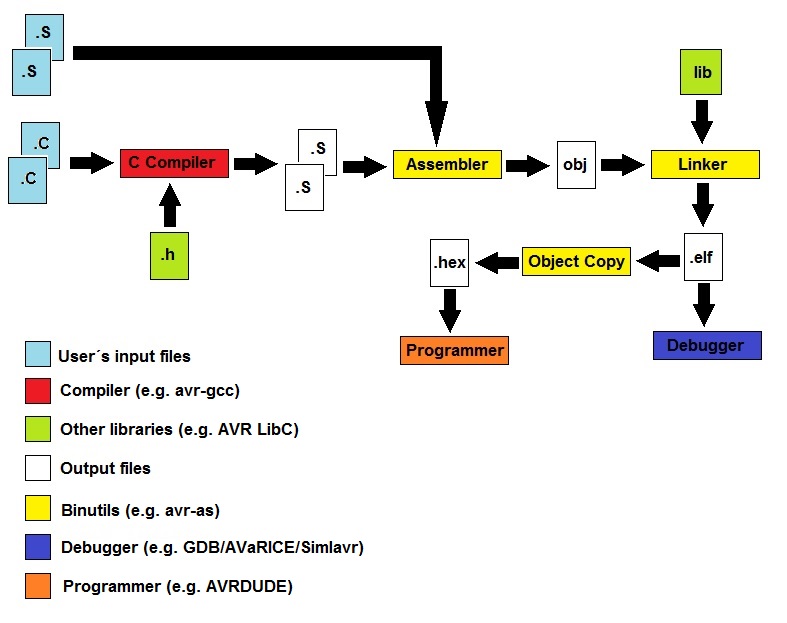 .S
.S
lib
.C
.C
C Compiler
.S
.S
Assembler
obj
Linker
.h
.hex
Object Copy
.elf
Programmer
Debugger
User´s input files
Compiler (e.g. avr-gcc)
Other libraries (e.g. AVR LibC)
Output files
Binutils (e.g. avr-as)
Debugger (e.g. GDB/AVaRICE/Simlavr)
Programmer (e.g. AVRDUDE)